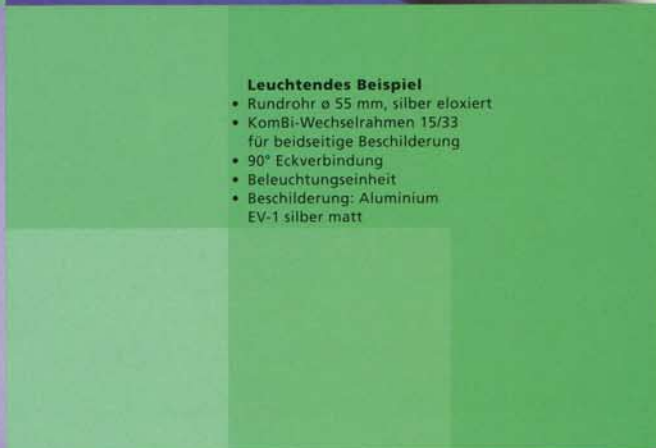 Leuchtendes Beispiel
• Rundrohr ø 55 mm, silber eloxiert
• KomBi-Wechselrahmen 15/33
für beidseitige Beschilderung
• 90° Eckverbindung
• Beleuchtungseinheit
• Beschilderung: Aluminium
EV-1 silber matt